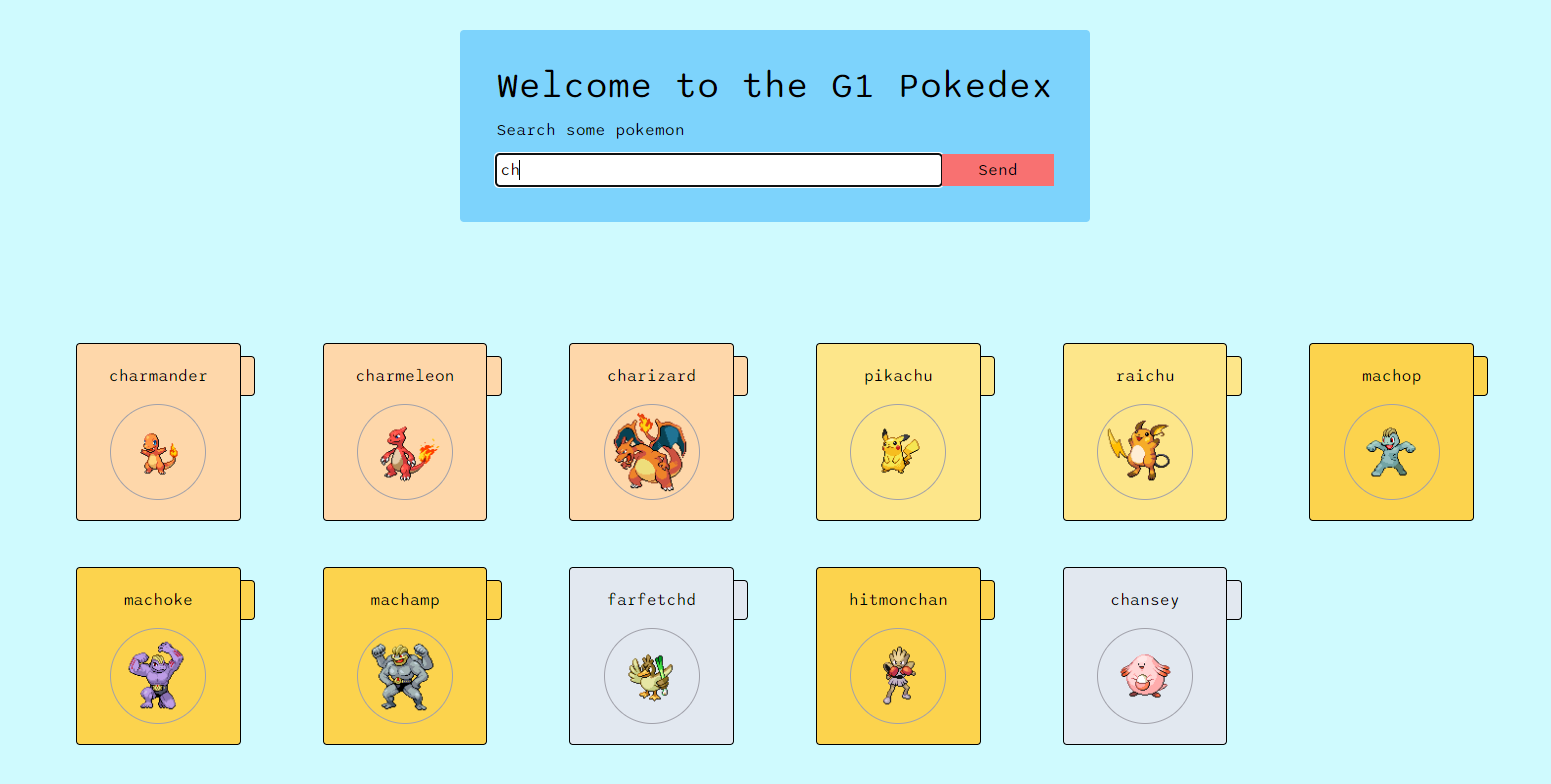 Welcome to the G1 Pokedex
Search some pokemon
ch
Send
charmander
charmeleon
charizard
pikachu
raichu
machop
machoke
machamp
farfetchd
hitmonchan
chansey